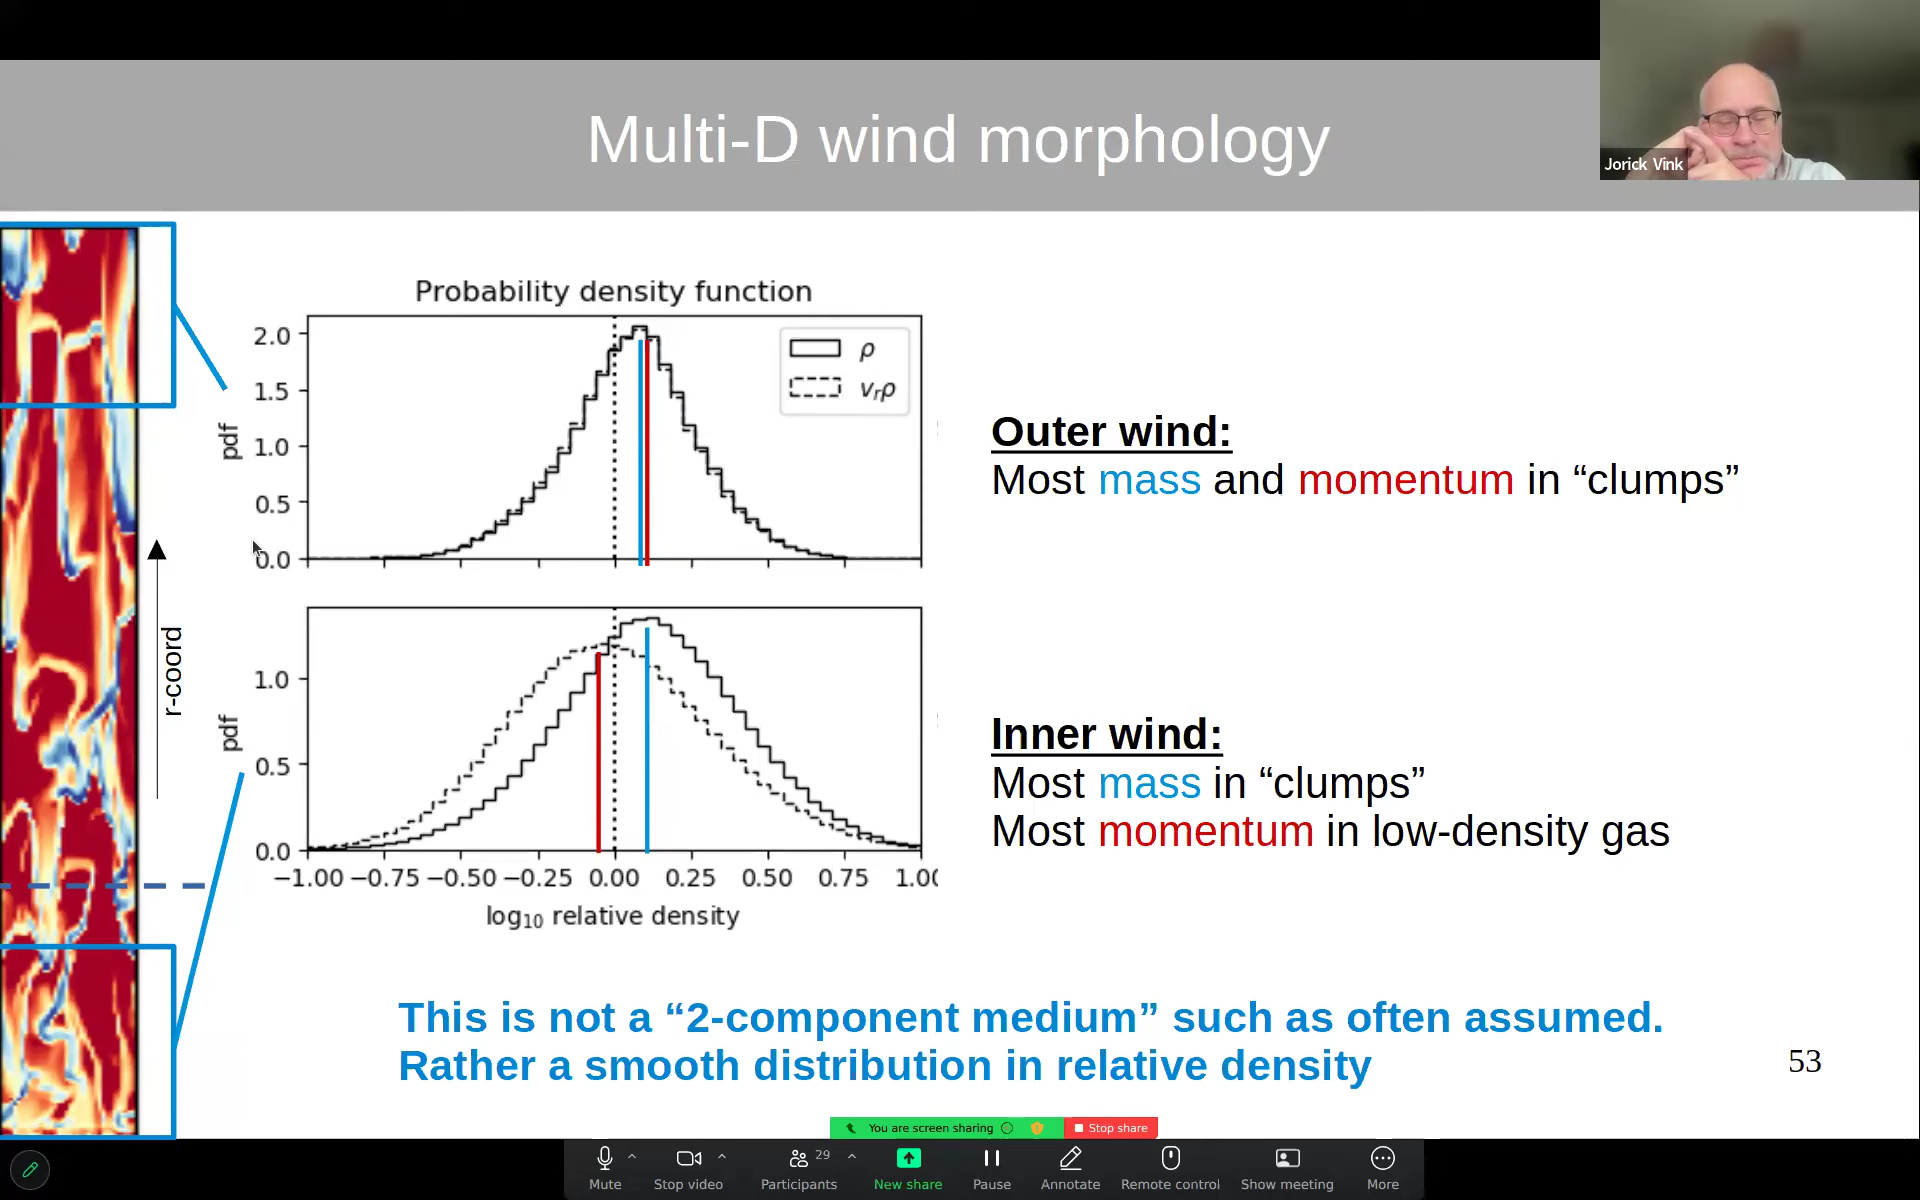 Multi-D wind morphology
Jorick Vink
Probability density function
2.0
1.5
1.0
0.5
0.0
pdf
ρ
vᵣρ
Outer wind:
Most mass and momentum in “clumps”
r-coord
1.0
0.5
0.0
pdf
−1.00 −0.75 −0.50 −0.25 0.00 0.25 0.50 0.75 1.00
log₁₀ relative density
Inner wind:
Most mass in “clumps”
Most momentum in low-density gas
This is not a “2-component medium” such as often assumed.
Rather a smooth distribution in relative density
53
You are screen sharing Stop share
29
Mute Stop video Participants New share Pause Annotate Remote control Show meeting More